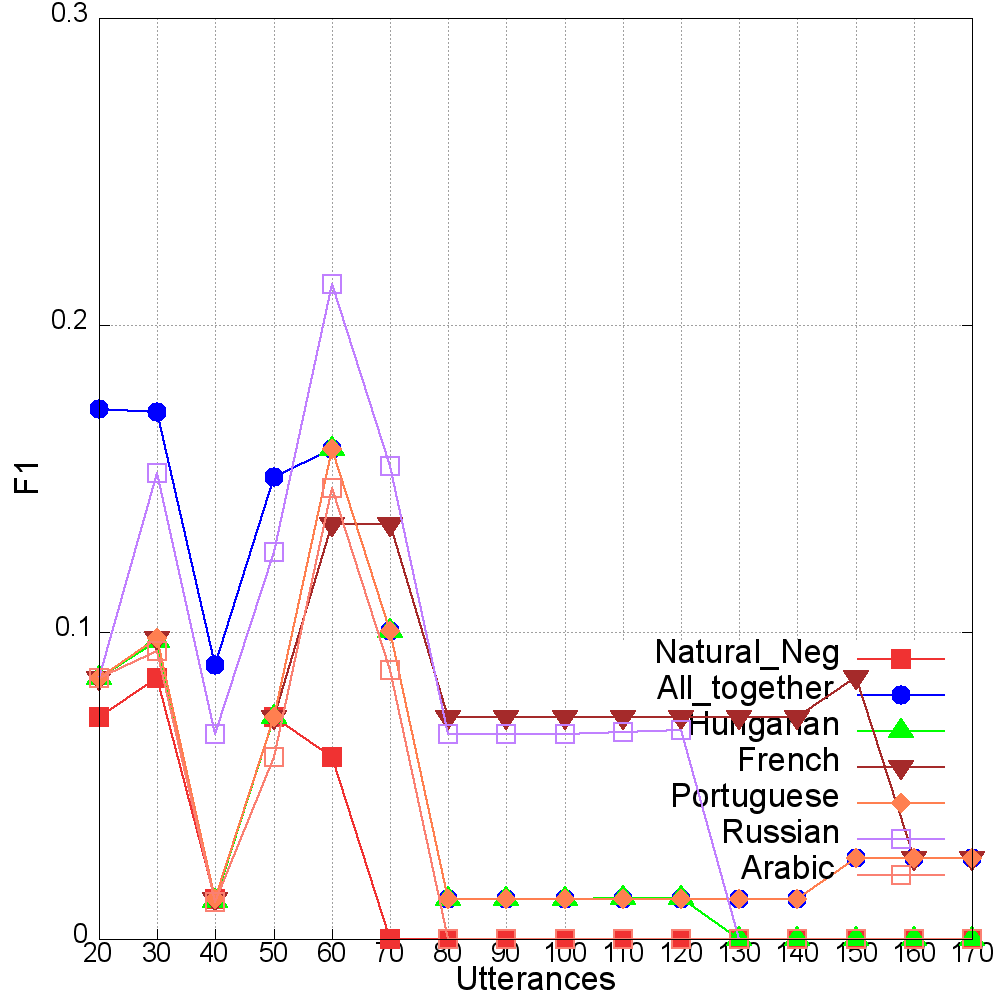 0.3
0.2
0.1
0
F1
Natural_Neg
All_together
Hungarian
French
Portuguese
Russian
Arabic
20 30 40 50 60 70 80 90 100 110 120 130 140 150 160 170
Utterances